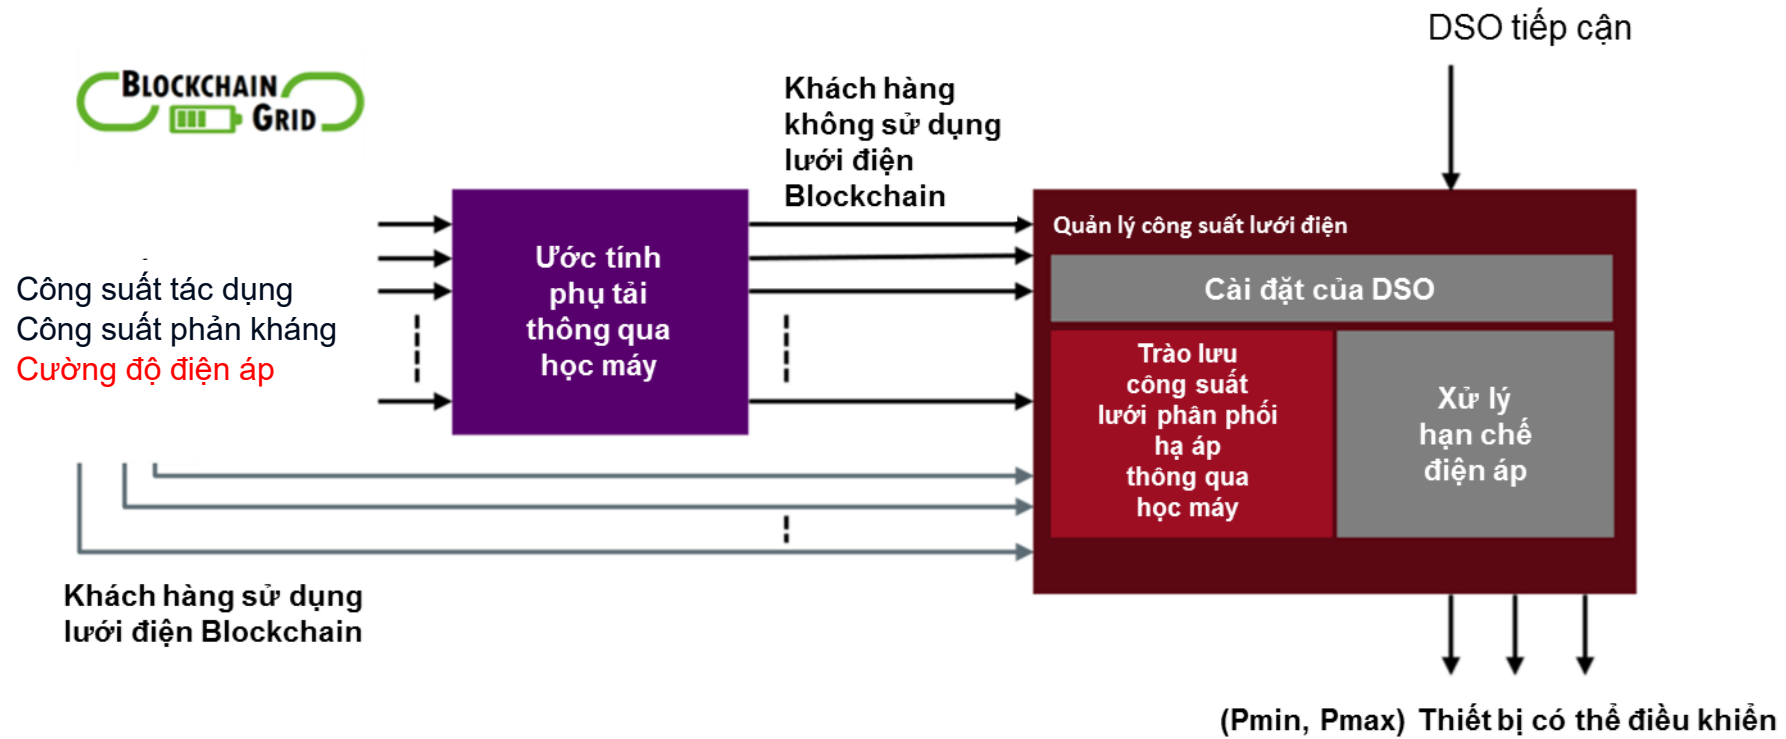 DSO tiếp cận
BLOCKCHAIN
GRID
Khách hàng
không sử dụng
lưới điện
Blockchain
Công suất tác dụng
Công suất phản kháng
Cường độ điện áp
Ước tính
phụ tải
thông qua
học máy
Quản lý công suất lưới điện
Cài đặt của DSO
Trào lưu
công suất
lưới phân phối
hạ áp
thông qua
học máy
Xử lý
hạn chế
điện áp
Khách hàng sử dụng
lưới điện Blockchain
(Pmin, Pmax) Thiết bị có thể điều khiển